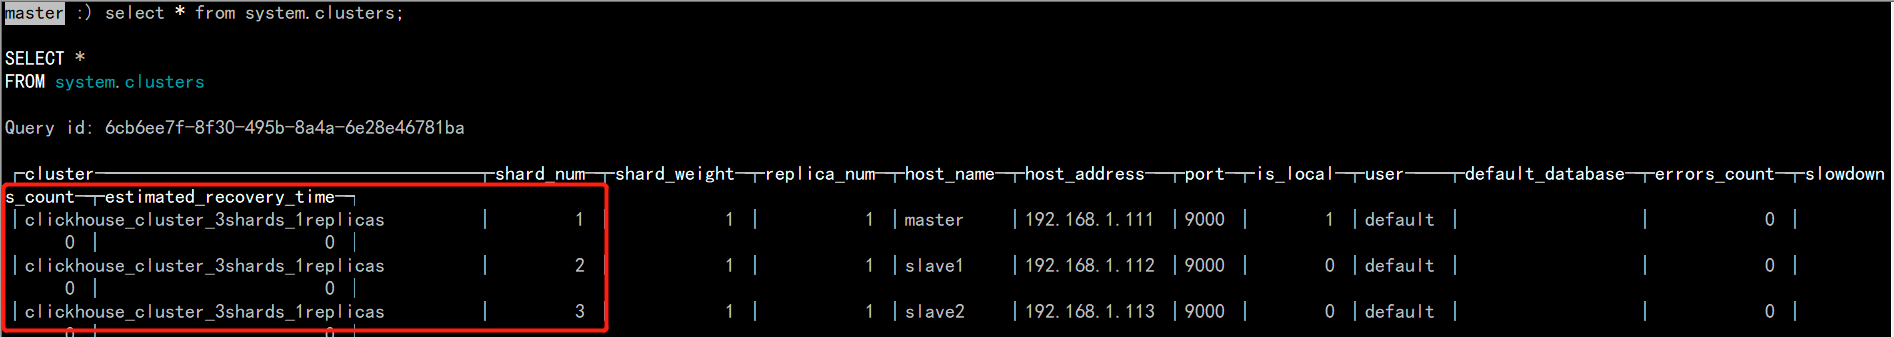 master :) select * from system.clusters;
SELECT *
FROM system.clusters
Query id: 6cb6ee7f-8f30-495b-8a4a-6e28e46781ba
┌─cluster─┬─shard_num─┬─shard_weight─┬─replica_num─┬─host_name─┬─host_address─┬─port─┬─is_local─┬─user─┬─default_database─┬─errors_count─┬─slowdown
s_count─┬─estimated_recovery_time─┐
│ clickhouse_cluster_3shards_1replicas │ 1 │ 1 │ 1 │ master │ 192.168.1.111 │ 9000 │ 1 │ default │ │ 0 │
0 │ 0 │
│ clickhouse_cluster_3shards_1replicas │ 2 │ 1 │ 1 │ slave1 │ 192.168.1.112 │ 9000 │ 0 │ default │ │ 0 │
0 │ 0 │
│ clickhouse_cluster_3shards_1replicas │ 3 │ 1 │ 1 │ slave2 │ 192.168.1.113 │ 9000 │ 0 │ default │ │ 0 │